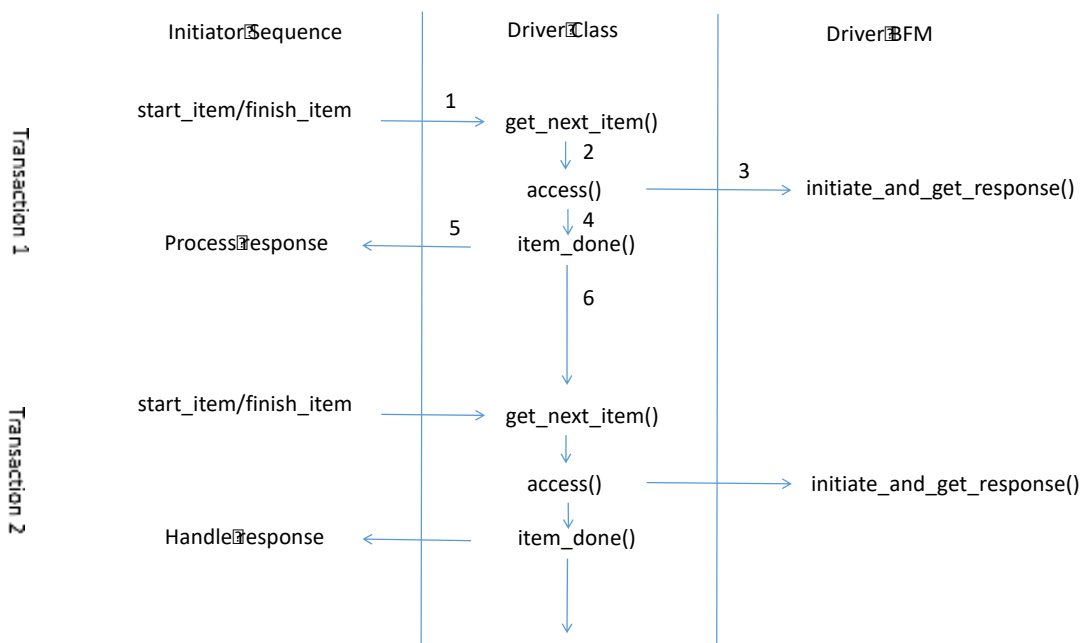 Initiator Sequence
Driver Class
Driver BFM
Transaction 1
start_item/finish_item
1
get_next_item()
2
access()
3
initiate_and_get_response()
4
Process response
5
item_done()
6
Transaction 2
start_item/finish_item
get_next_item()
access()
initiate_and_get_response()
Handle response
item_done()